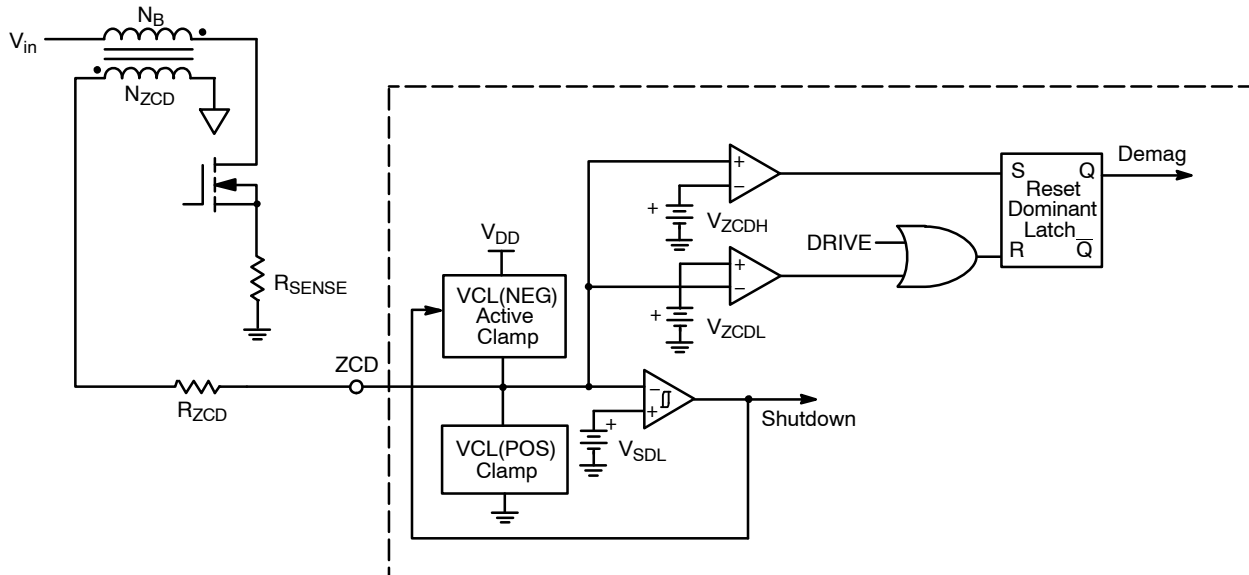 N_B
V_in
N_ZCD
R_SENSE
V_DD
VCL(NEG)
Active
Clamp
ZCD
R_ZCD
VCL(POS)
Clamp
+
−
+
V_ZCDH
DRIVE
+
−
+
V_ZCDL
−
+
+
V_SDL
Shutdown
S Q
Reset
Dominant
Latch
R Q̅
Demag